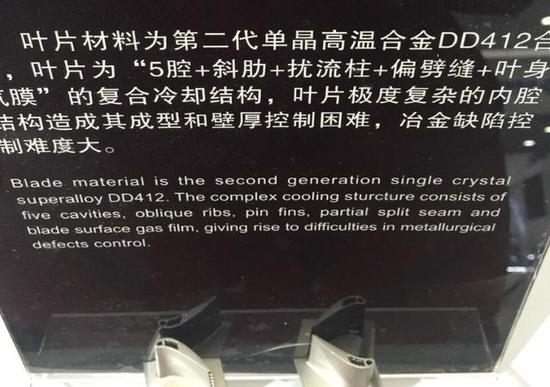 叶片材料为第二代单晶高温合金DD412合
，叶片为“5腔+斜肋+扰流柱+偏劈缝+叶身
气膜”的复合冷却结构，叶片极度复杂的内腔
结构造成其成型和壁厚控制困难，冶金缺陷控
制难度大。
Blade material is the second generation single crystal
superalloy DD412. The complex cooling sturcture consists of
five cavities, oblique ribs, pin fins, partial split seam and
blade surface gas film, giving rise to difficulties in metallurgical
defects control.